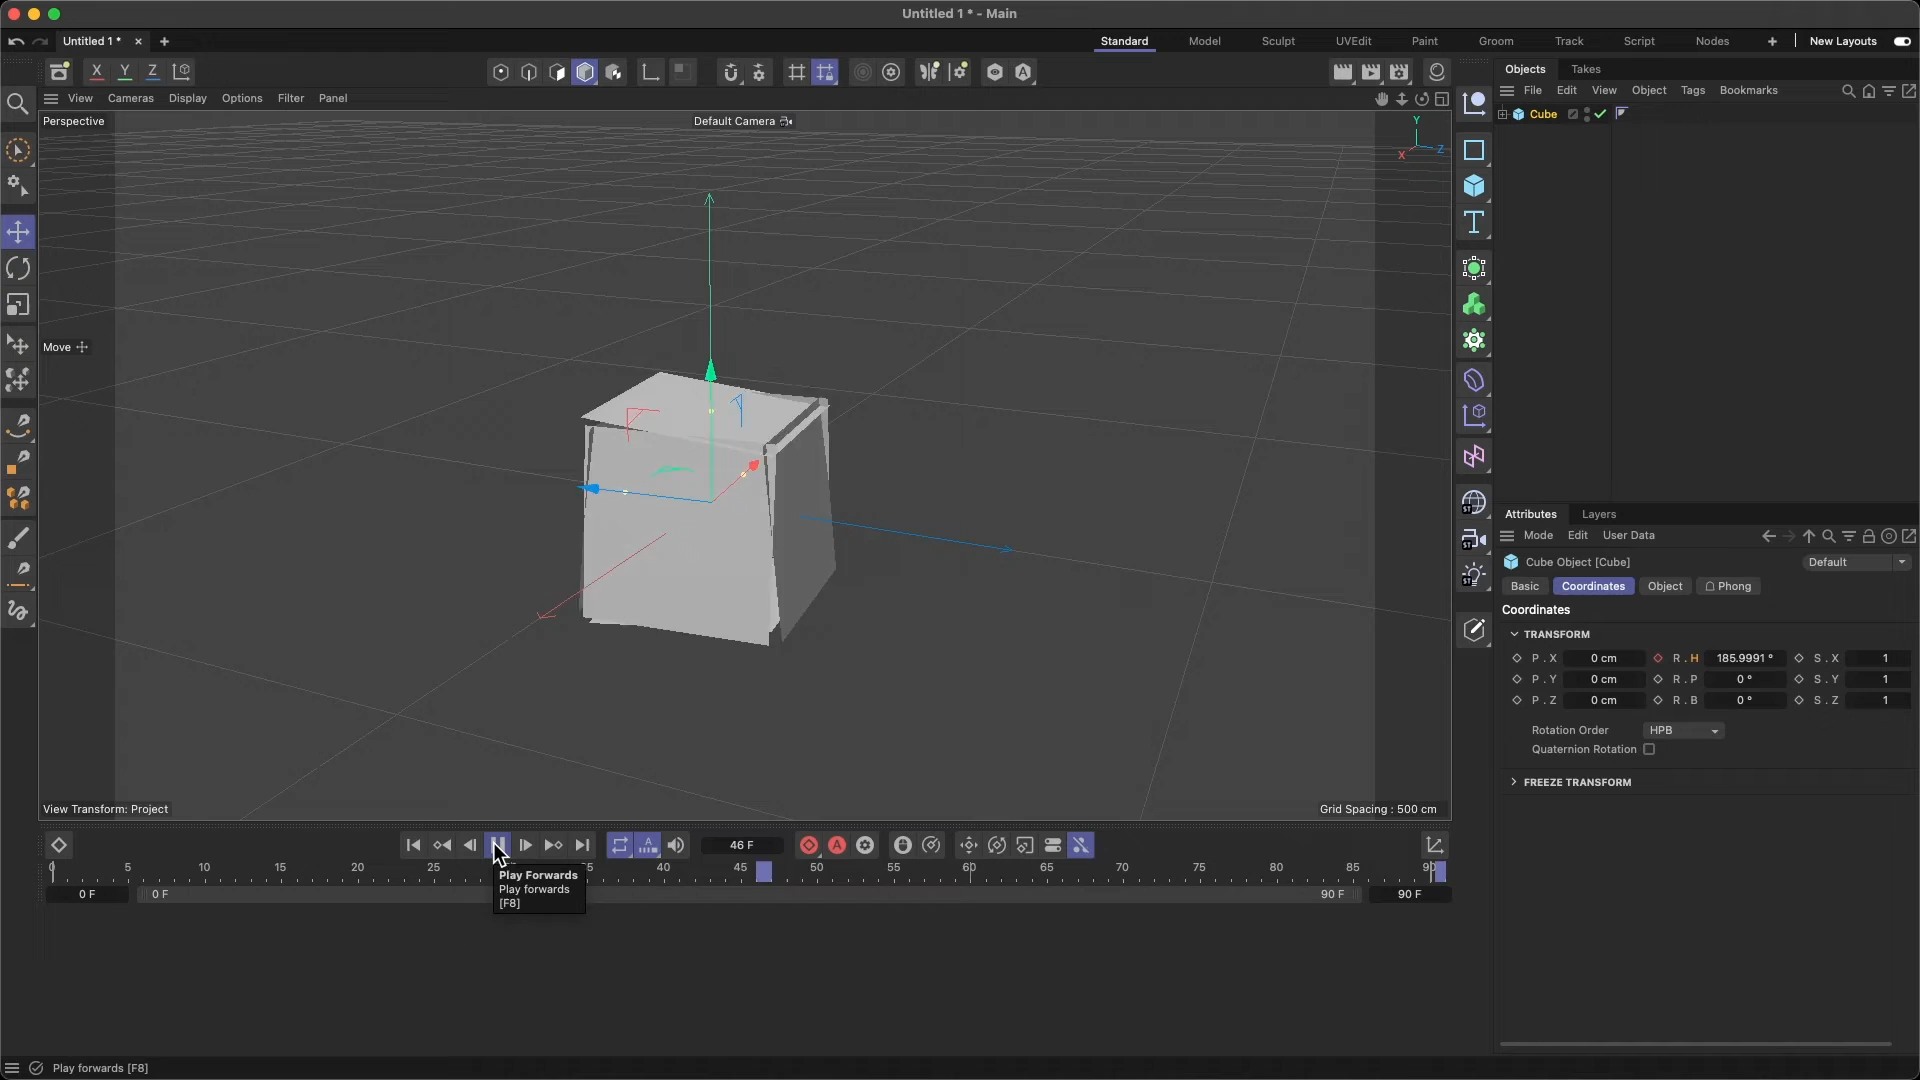 Untitled 1 * - Main
Untitled 1 *
Standard
Model
Sculpt
UVEdit
Paint
Groom
Track
Script
Nodes
New Layouts
X Y Z
Objects
Takes
View
Cameras
Display
Options
Filter
Panel
File
Edit
View
Object
Tags
Bookmarks
Perspective
Default Camera
Cube
Y
X
Z
Move
View Transform: Project
Grid Spacing : 500 cm
Attributes
Layers
Mode
Edit
User Data
Cube Object [Cube]
Default
Basic
Coordinates
Object
Phong
Coordinates
TRANSFORM
P . X 0 cm R . H 185.9991 ° S . X 1
P . Y 0 cm R . P 0 ° S . Y 1
P . Z 0 cm R . B 0 ° S . Z 1
Rotation Order HPB
Quaternion Rotation
FREEZE TRANSFORM
ST
ST
ST
A
A
46 F
A
0 5 10 15 20 25 35 40 45 50 55 60 65 70 75 80 85 90
0 F
0 F
90 F
90 F
Play Forwards
Play forwards
[F8]
Play forwards [F8]